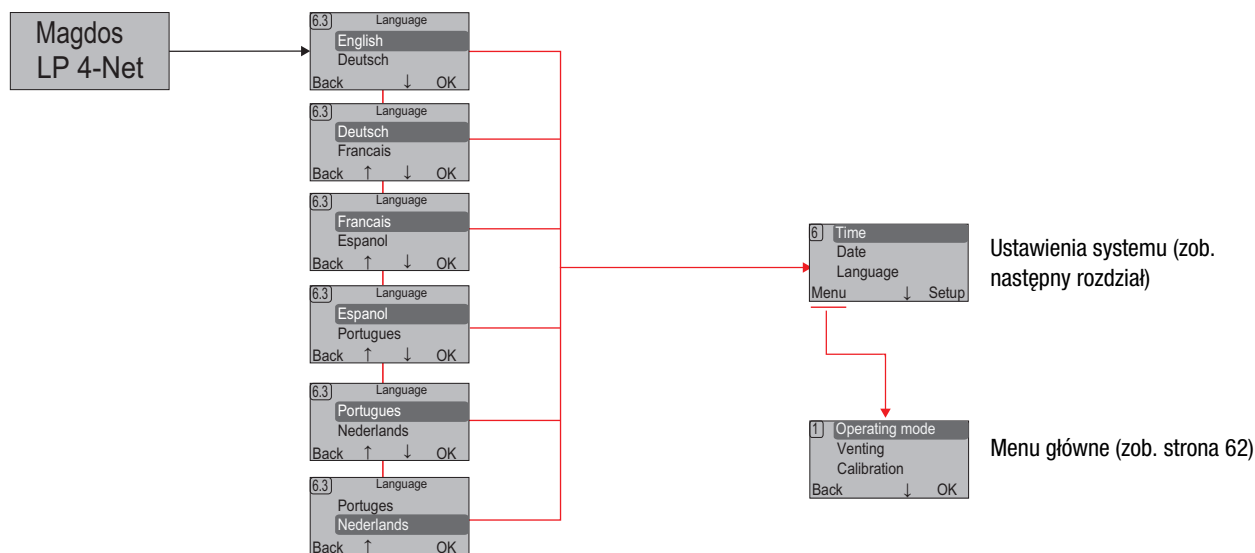 Magdos
LP 4-Net
6.3 Language
English
Deutsch
Back ↓ OK
6.3 Language
Deutsch
Francais
Back ↑ ↓ OK
6.3 Language
Francais
Espanol
Back ↑ ↓ OK
6.3 Language
Espanol
Portugues
Back ↑ ↓ OK
6.3 Language
Portugues
Nederlands
Back ↑ ↓ OK
6.3 Language
Portuges
Nederlands
Back ↑ OK
6 Time
Date
Language
Menu ↓ Setup
Ustawienia systemu (zob.
następny rozdział)
1 Operating mode
Venting
Calibration
Back ↓ OK
Menu główne (zob. strona 62)